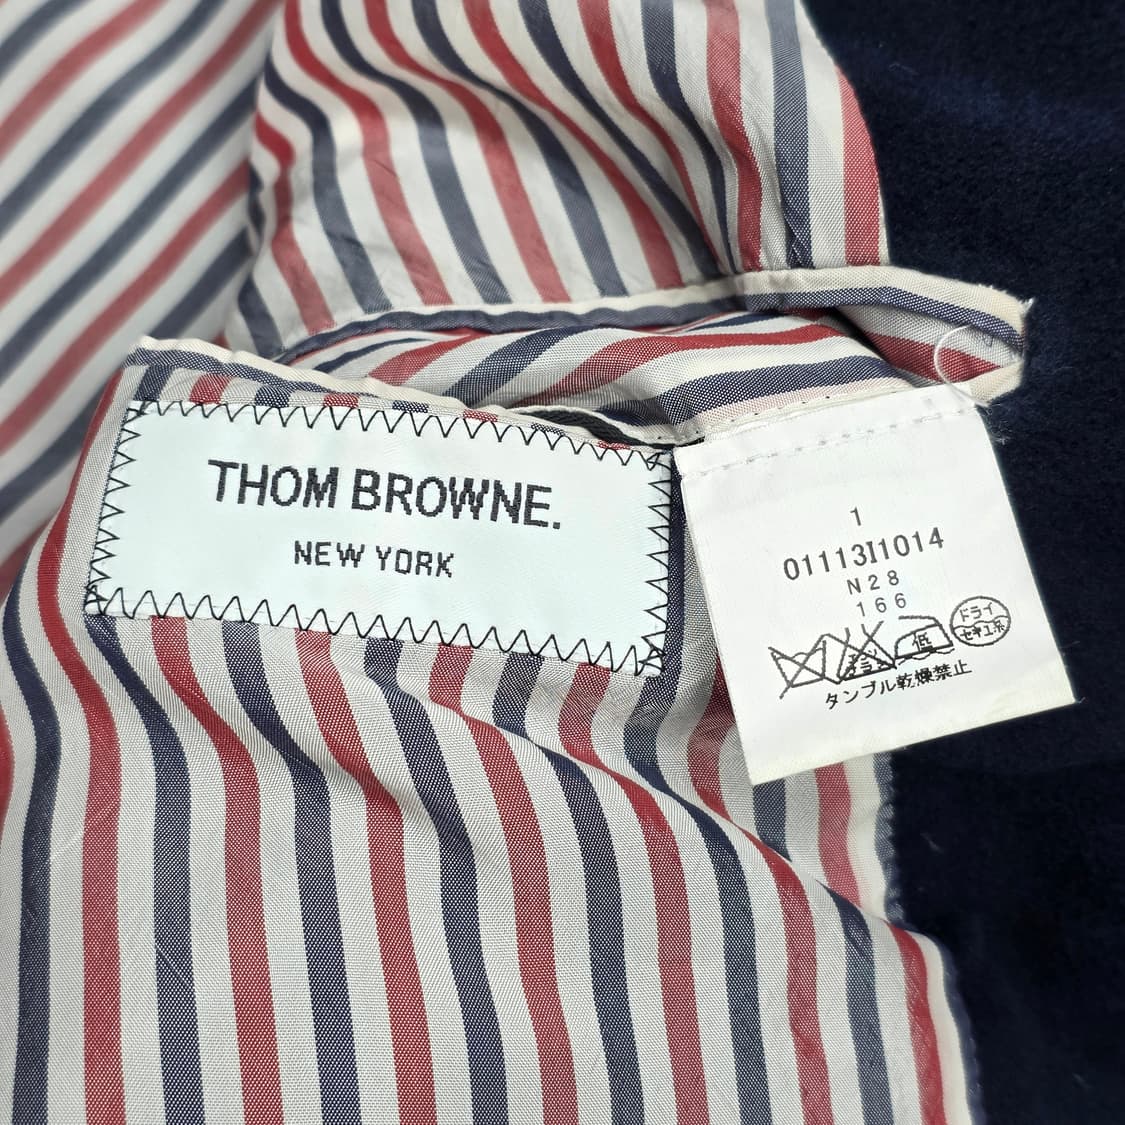 THOM BROWNE.
NEW YORK
1
01113I1014
N28
166
低
ドライ
セキユ系
タンブル乾燥禁止